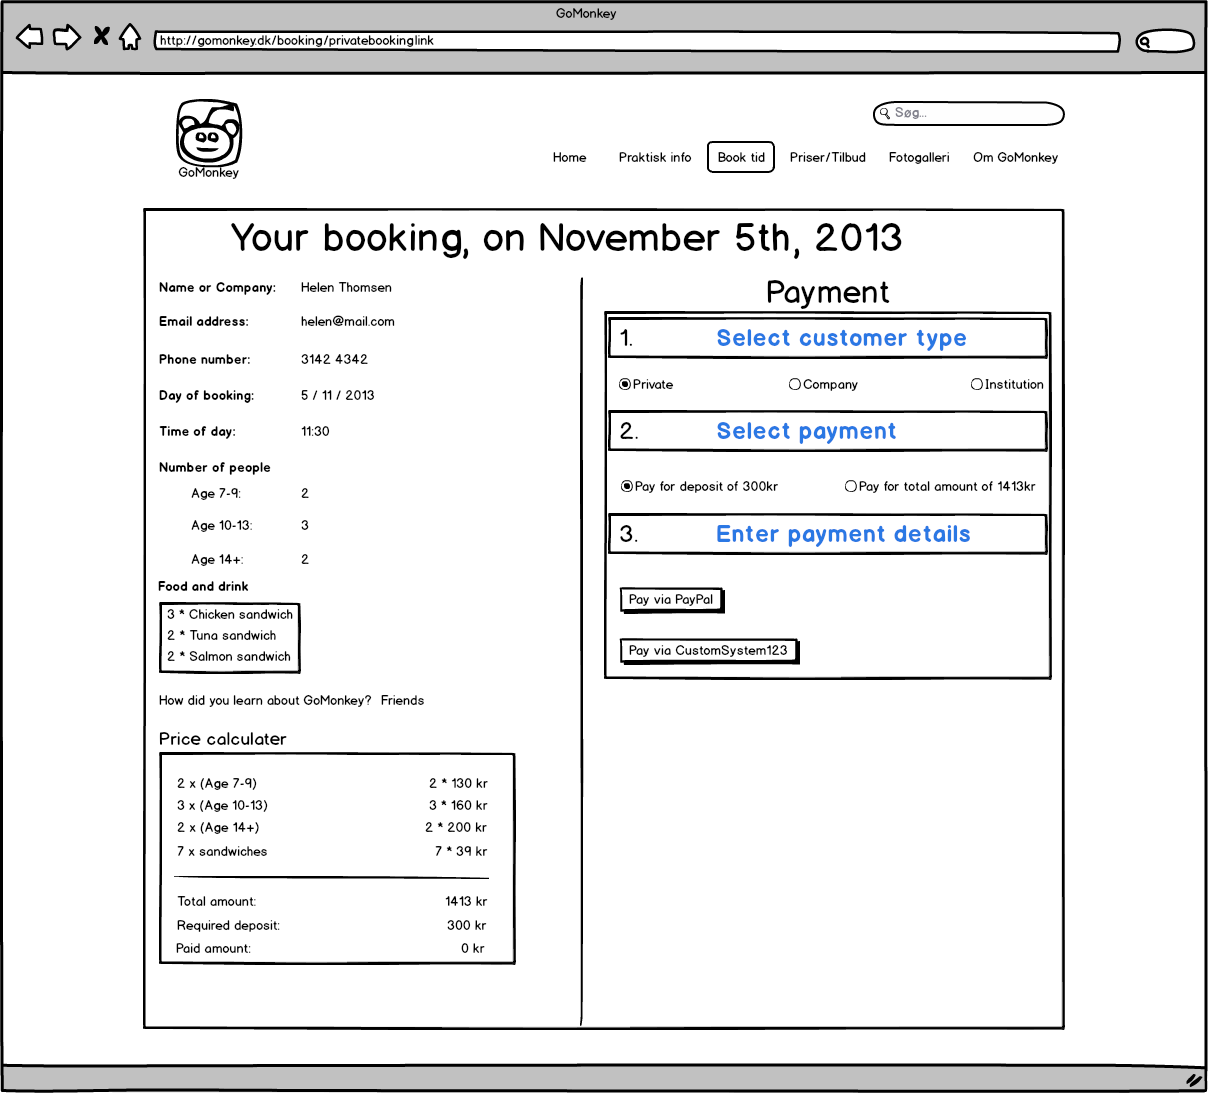 GoMonkey
http://gomonkey.dk/booking/privatebookinglink
Søg...
GoMonkey
Home Praktisk info Book tid Priser/Tilbud Fotogalleri Om GoMonkey
Your booking, on November 5th, 2013
Name or Company: Helen Thomsen
Email address: helen@mail.com
Phone number: 3142 4342
Day of booking: 5 / 11 / 2013
Time of day: 11:30
Number of people
Age 7-9: 2
Age 10-13: 3
Age 14+: 2
Food and drink
3 * Chicken sandwich
2 * Tuna sandwich
2 * Salmon sandwich
How did you learn about GoMonkey? Friends
Price calculater
2 x (Age 7-9) 2 * 130 kr
3 x (Age 10-13) 3 * 160 kr
2 x (Age 14+) 2 * 200 kr
7 x sandwiches 7 * 39 kr
Total amount: 1413 kr
Required deposit: 300 kr
Paid amount: 0 kr
Payment
1. Select customer type
Private Company Institution
2. Select payment
Pay for deposit of 300kr Pay for total amount of 1413kr
3. Enter payment details
Pay via PayPal
Pay via CustomSystem123